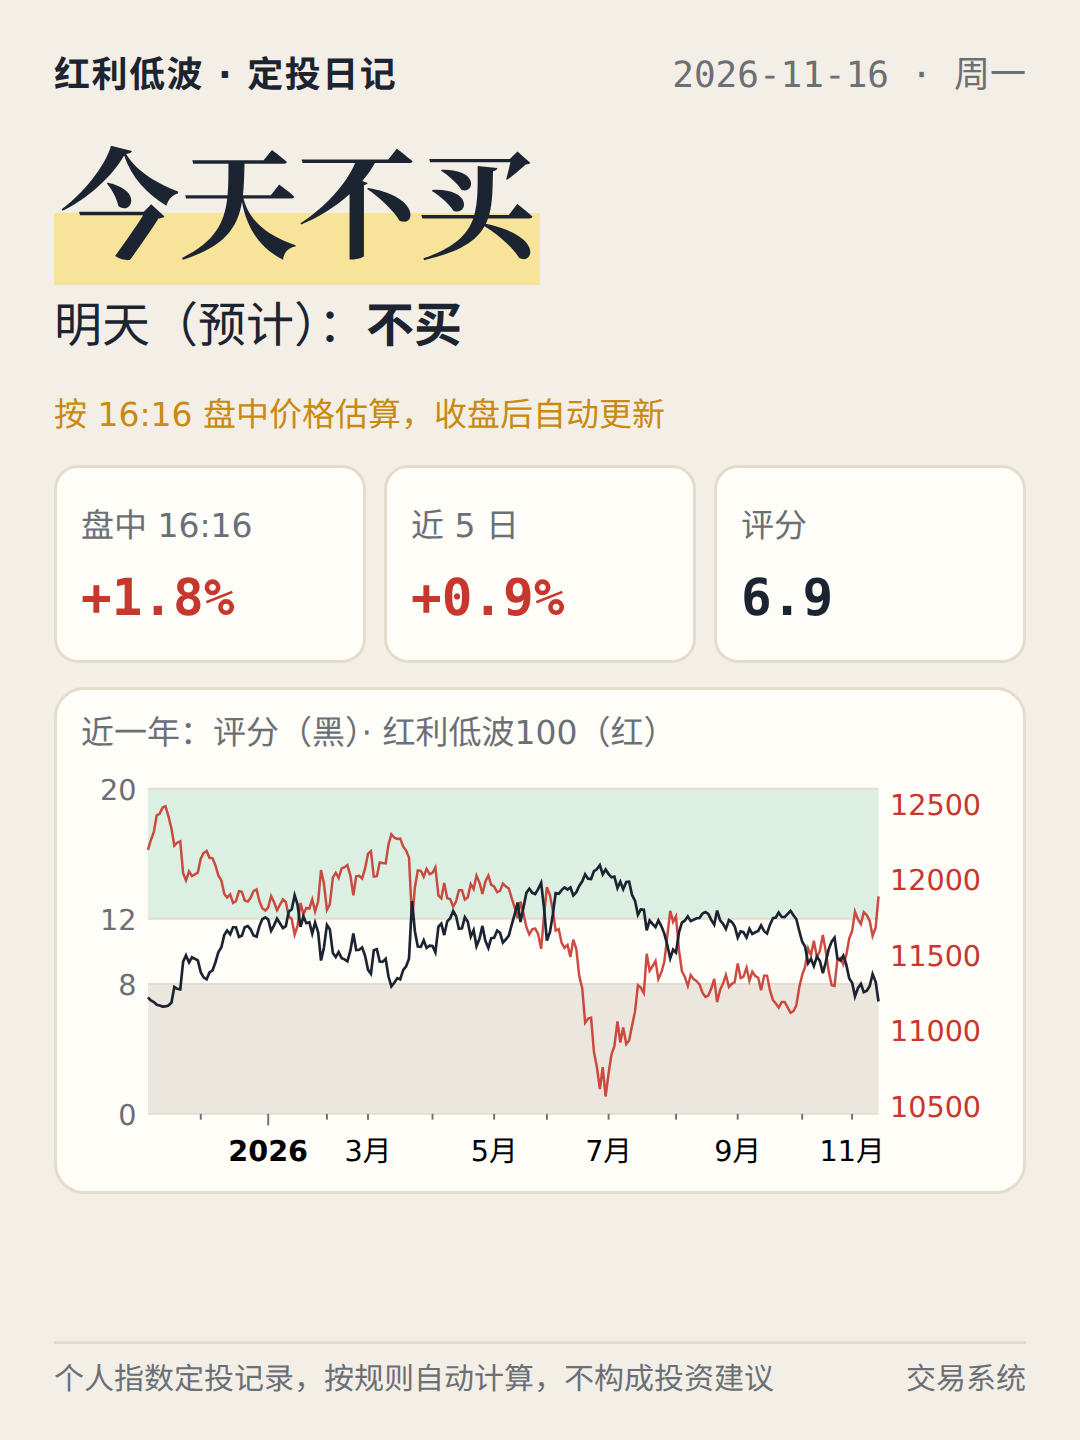 红利低波 · 定投日记
2026-11-16 · 周一
今天不买
明天（预计）：不买
按 16:16 盘中价格估算，收盘后自动更新
盘中 16:16
+1.8%
近 5 日
+0.9%
评分
6.9
近一年：评分（黑）· 红利低波100（红）
20
12
8
0
12500
12000
11500
11000
10500
2026 3月 5月 7月 9月 11月
个人指数定投记录，按规则自动计算，不构成投资建议
交易系统